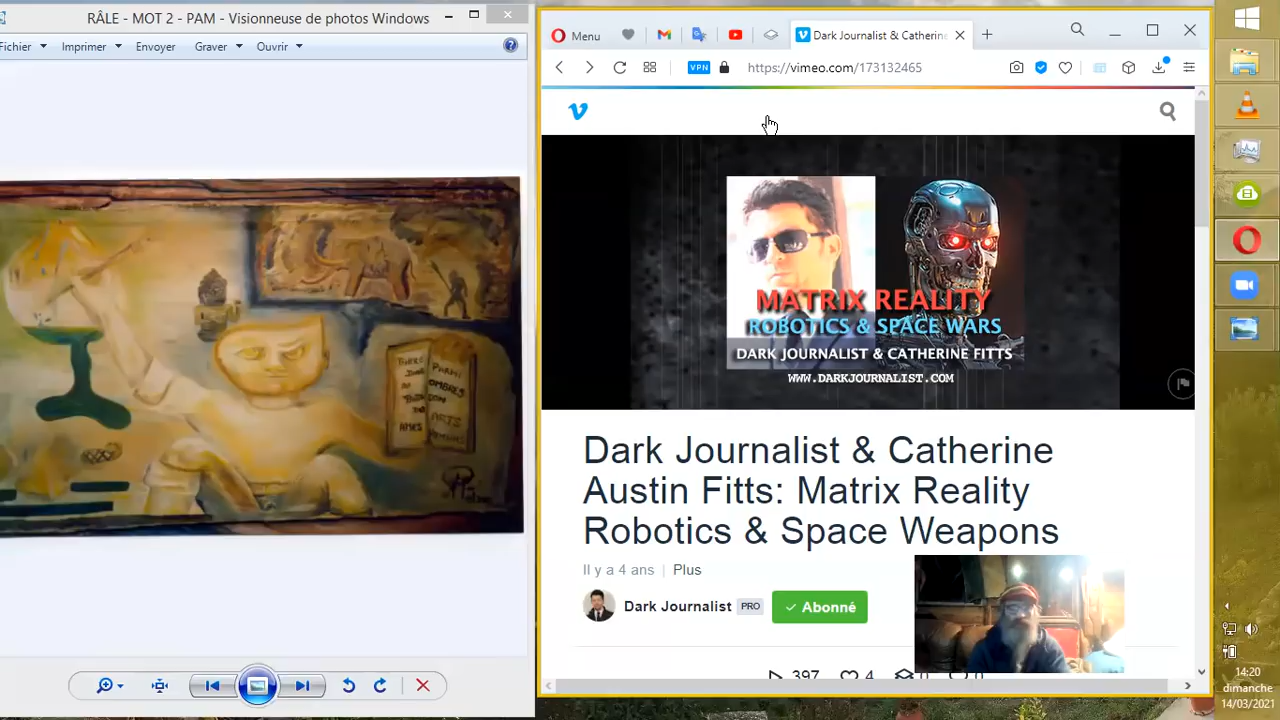 RÂLE - MOT 2 - PAM - Visionneuse de photos Windows
Fichier
Imprimer
Envoyer
Graver
Ouvrir
Menu
Dark Journalist & Catherine
VPN
https://vimeo.com/173132465
MATRIX REALITY
ROBOTICS & SPACE WARS
DARK JOURNALIST & CATHERINE FITTS
WWW.DARKJOURNALIST.COM
Dark Journalist & Catherine
Austin Fitts: Matrix Reality
Robotics & Space Weapons
Il y a 4 ans
Plus
Dark Journalist
PRO
Abonné
397
4
0
0
ARTS
14:20
dimanche
14/03/2021